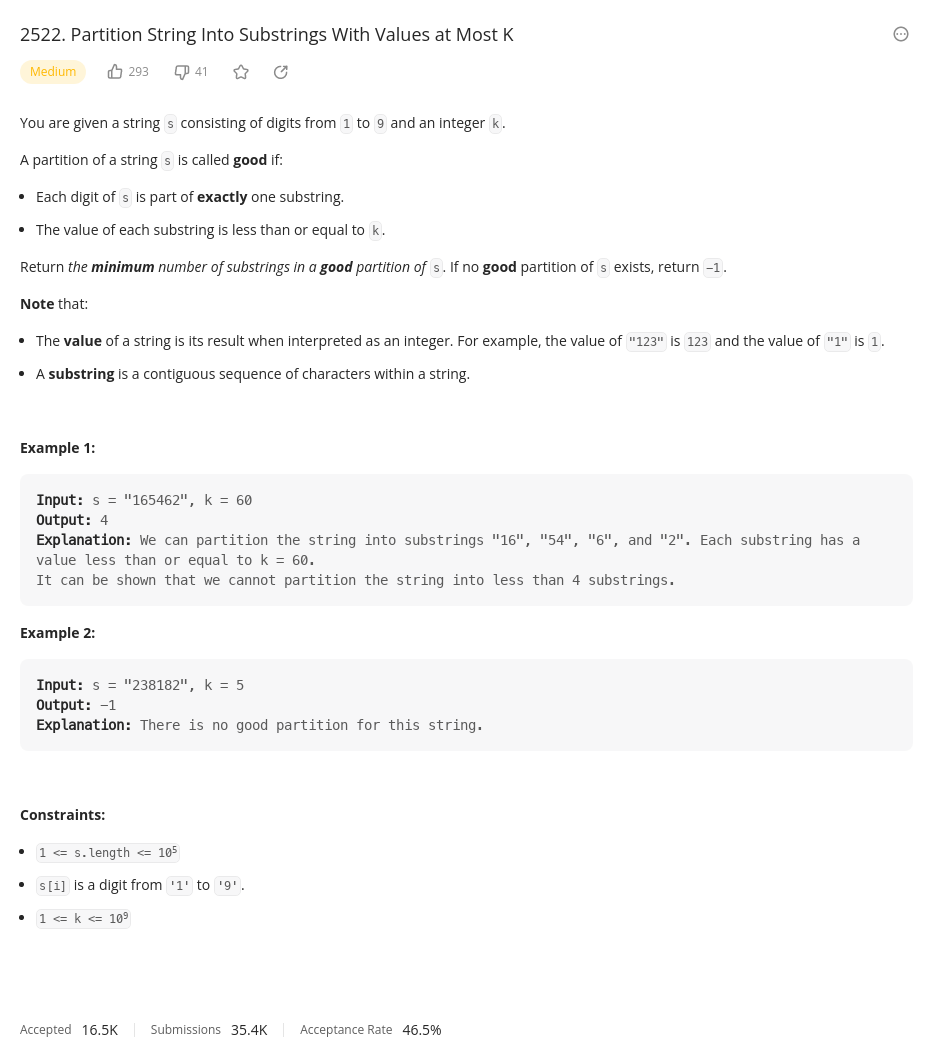 2522. Partition String Into Substrings With Values at Most K
Medium 293 41
You are given a string s consisting of digits from 1 to 9 and an integer k.
A partition of a string s is called good if:
• Each digit of s is part of exactly one substring.
• The value of each substring is less than or equal to k.
Return the minimum number of substrings in a good partition of s. If no good partition of s exists, return -1.
Note that:
• The value of a string is its result when interpreted as an integer. For example, the value of "123" is 123 and the value of "1" is 1.
• A substring is a contiguous sequence of characters within a string.
Example 1:
Input: s = "165462", k = 60
Output: 4
Explanation: We can partition the string into substrings "16", "54", "6", and "2". Each substring has a
value less than or equal to k = 60.
It can be shown that we cannot partition the string into less than 4 substrings.
Example 2:
Input: s = "238182", k = 5
Output: -1
Explanation: There is no good partition for this string.
Constraints:
• 1 <= s.length <= 10⁵
• s[i] is a digit from '1' to '9'.
• 1 <= k <= 10⁹
Accepted 16.5K Submissions 35.4K Acceptance Rate 46.5%